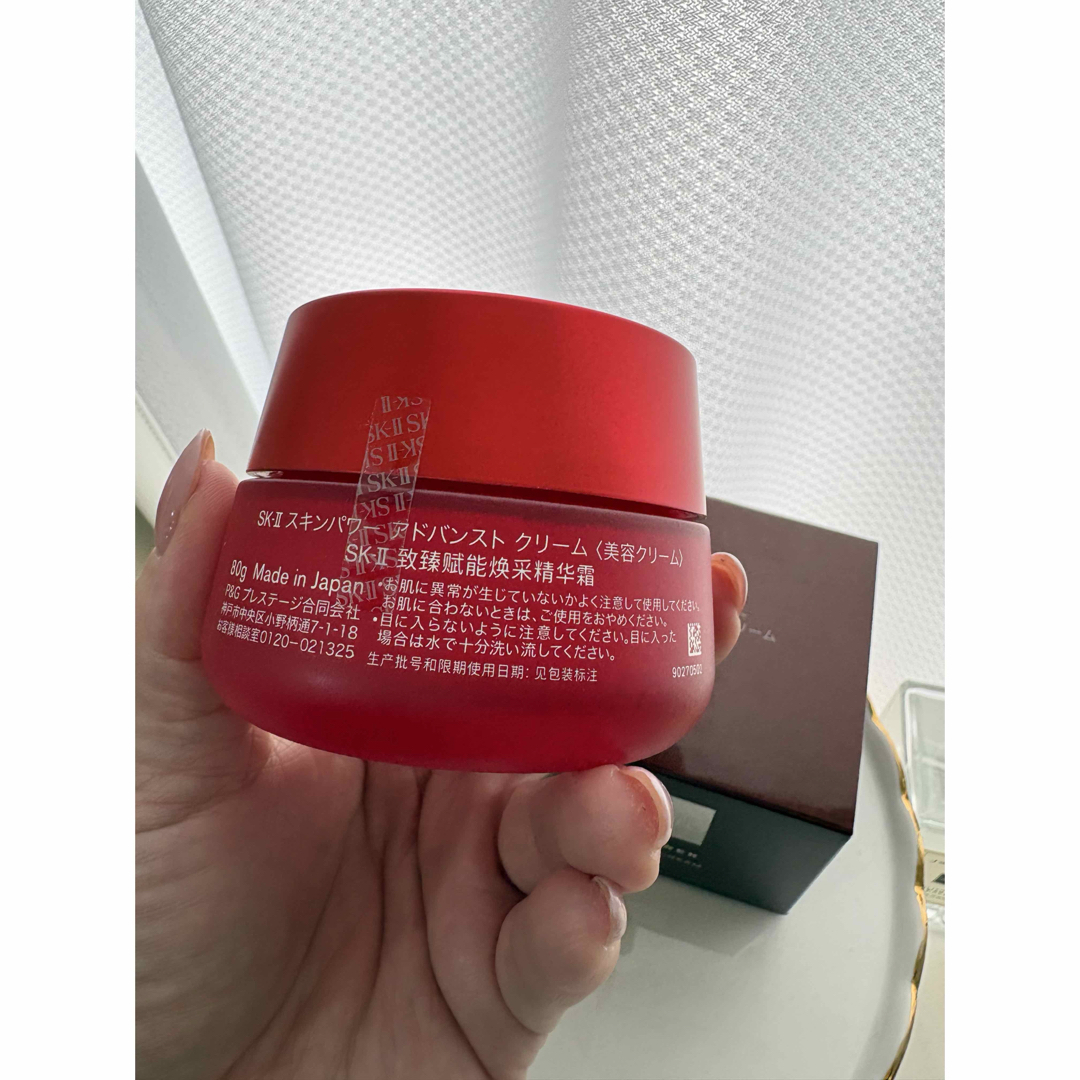 SK-II SK
SK-II
SK-II スキンパワー アドバンスト クリーム〈美容クリーム〉
SK-II 致臻赋能焕采精华霜
80g Made in Japan
P&G プレステージ合同会社
神戸市中央区小野柄通7-1-18
お客様相談室0120-021325
•お肌に異常が生じていないかよく注意して使用してください。
お肌に合わないときは、ご使用をおやめください。
•目に入らないように注意してください。目に入った
場合は水で十分洗い流してください。
生产批号和限期使用日期: 见包装标注
90270502